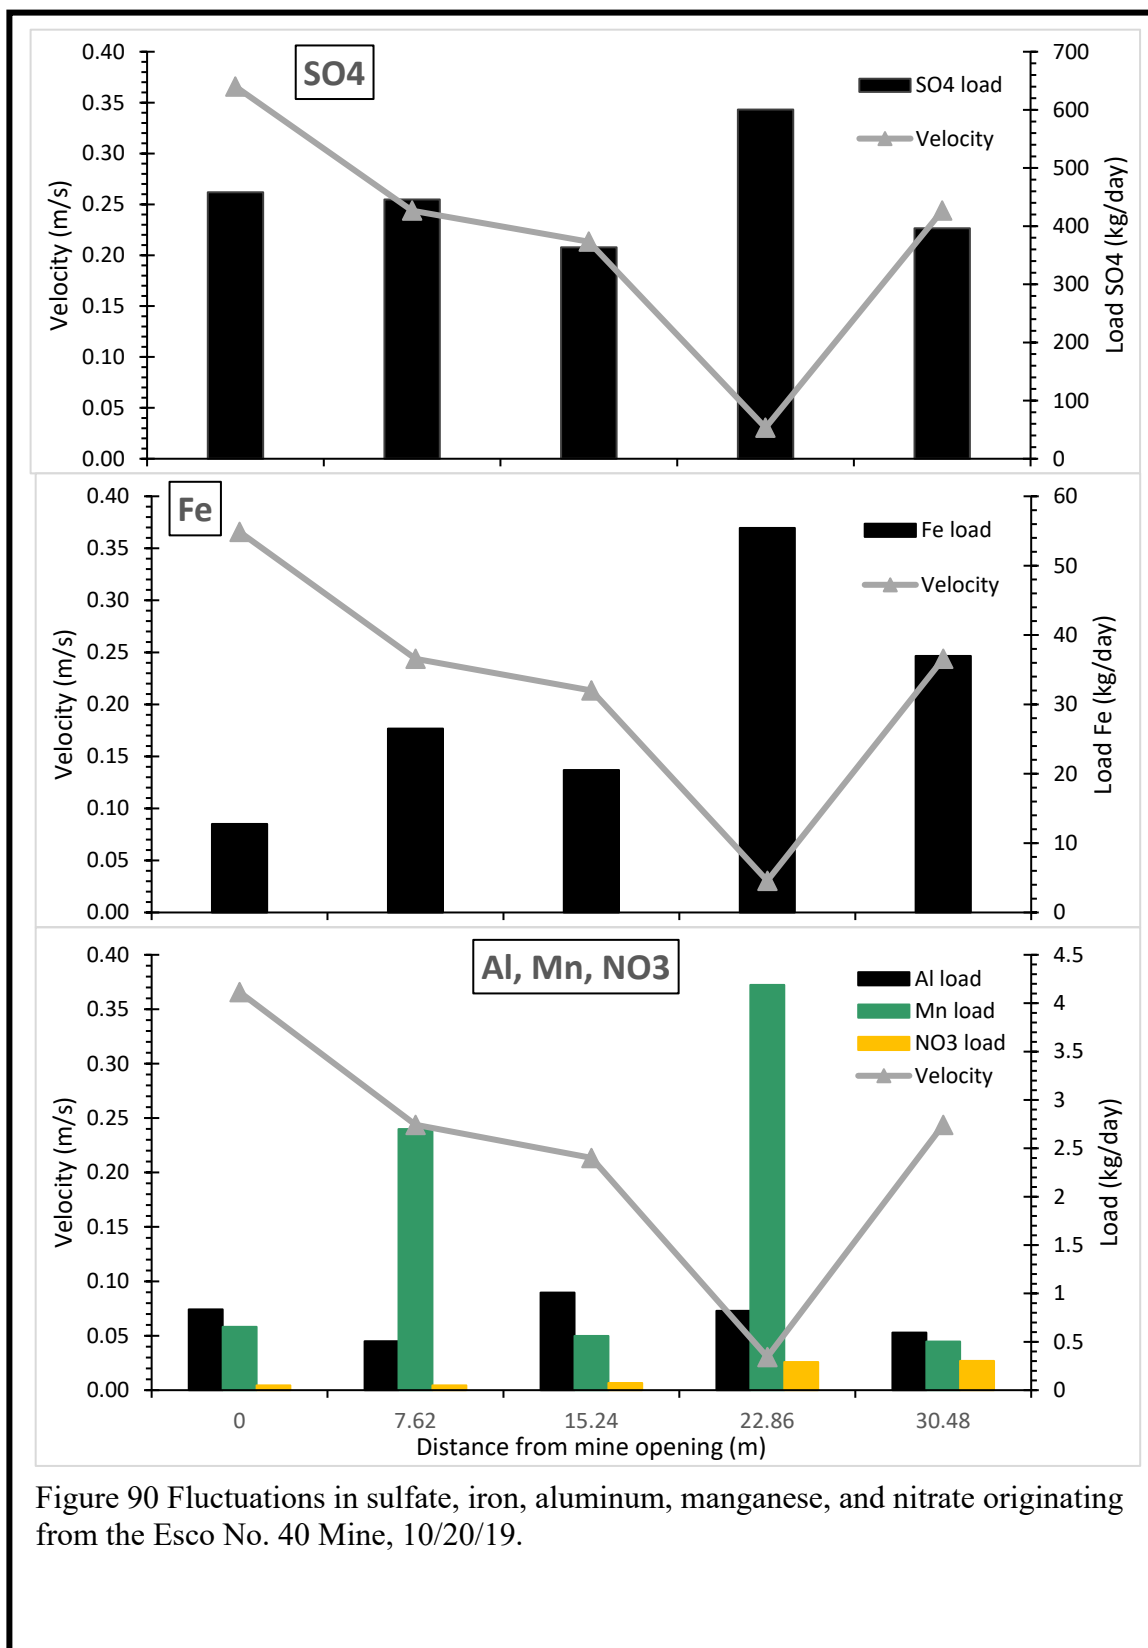 SO4
SO4 load
Velocity
0.40
0.35
0.30
0.25
0.20
0.15
0.10
0.05
0.00
Velocity (m/s)
700
600
500
400
300
200
100
0
Load SO4 (kg/day)
Fe
Fe load
Velocity
0.40
0.35
0.30
0.25
0.20
0.15
0.10
0.05
0.00
Velocity (m/s)
60
50
40
30
20
10
0
Load Fe (kg/day)
Al, Mn, NO3
Al load
Mn load
NO3 load
Velocity
0.40
0.35
0.30
0.25
0.20
0.15
0.10
0.05
0.00
Velocity (m/s)
4.5
4
3.5
3
2.5
2
1.5
1
0.5
0
Load (kg/day)
0 7.62 15.24 22.86 30.48
Distance from mine opening (m)
Figure 90 Fluctuations in sulfate, iron, aluminum, manganese, and nitrate originating
from the Esco No. 40 Mine, 10/20/19.